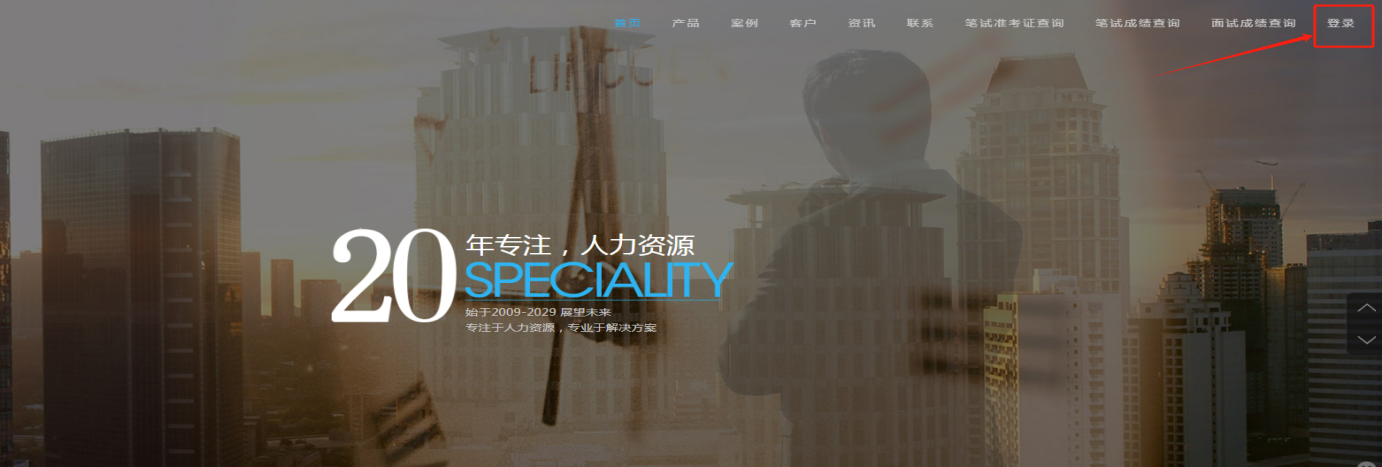 首页 产品 案例 客户 资讯 联系 笔试准考证查询 笔试成绩查询 面试成绩查询 登录
20 年专注，人力资源
SPECIALITY
始于2009-2029 展望未来
专注于人力资源，专业于解决方案